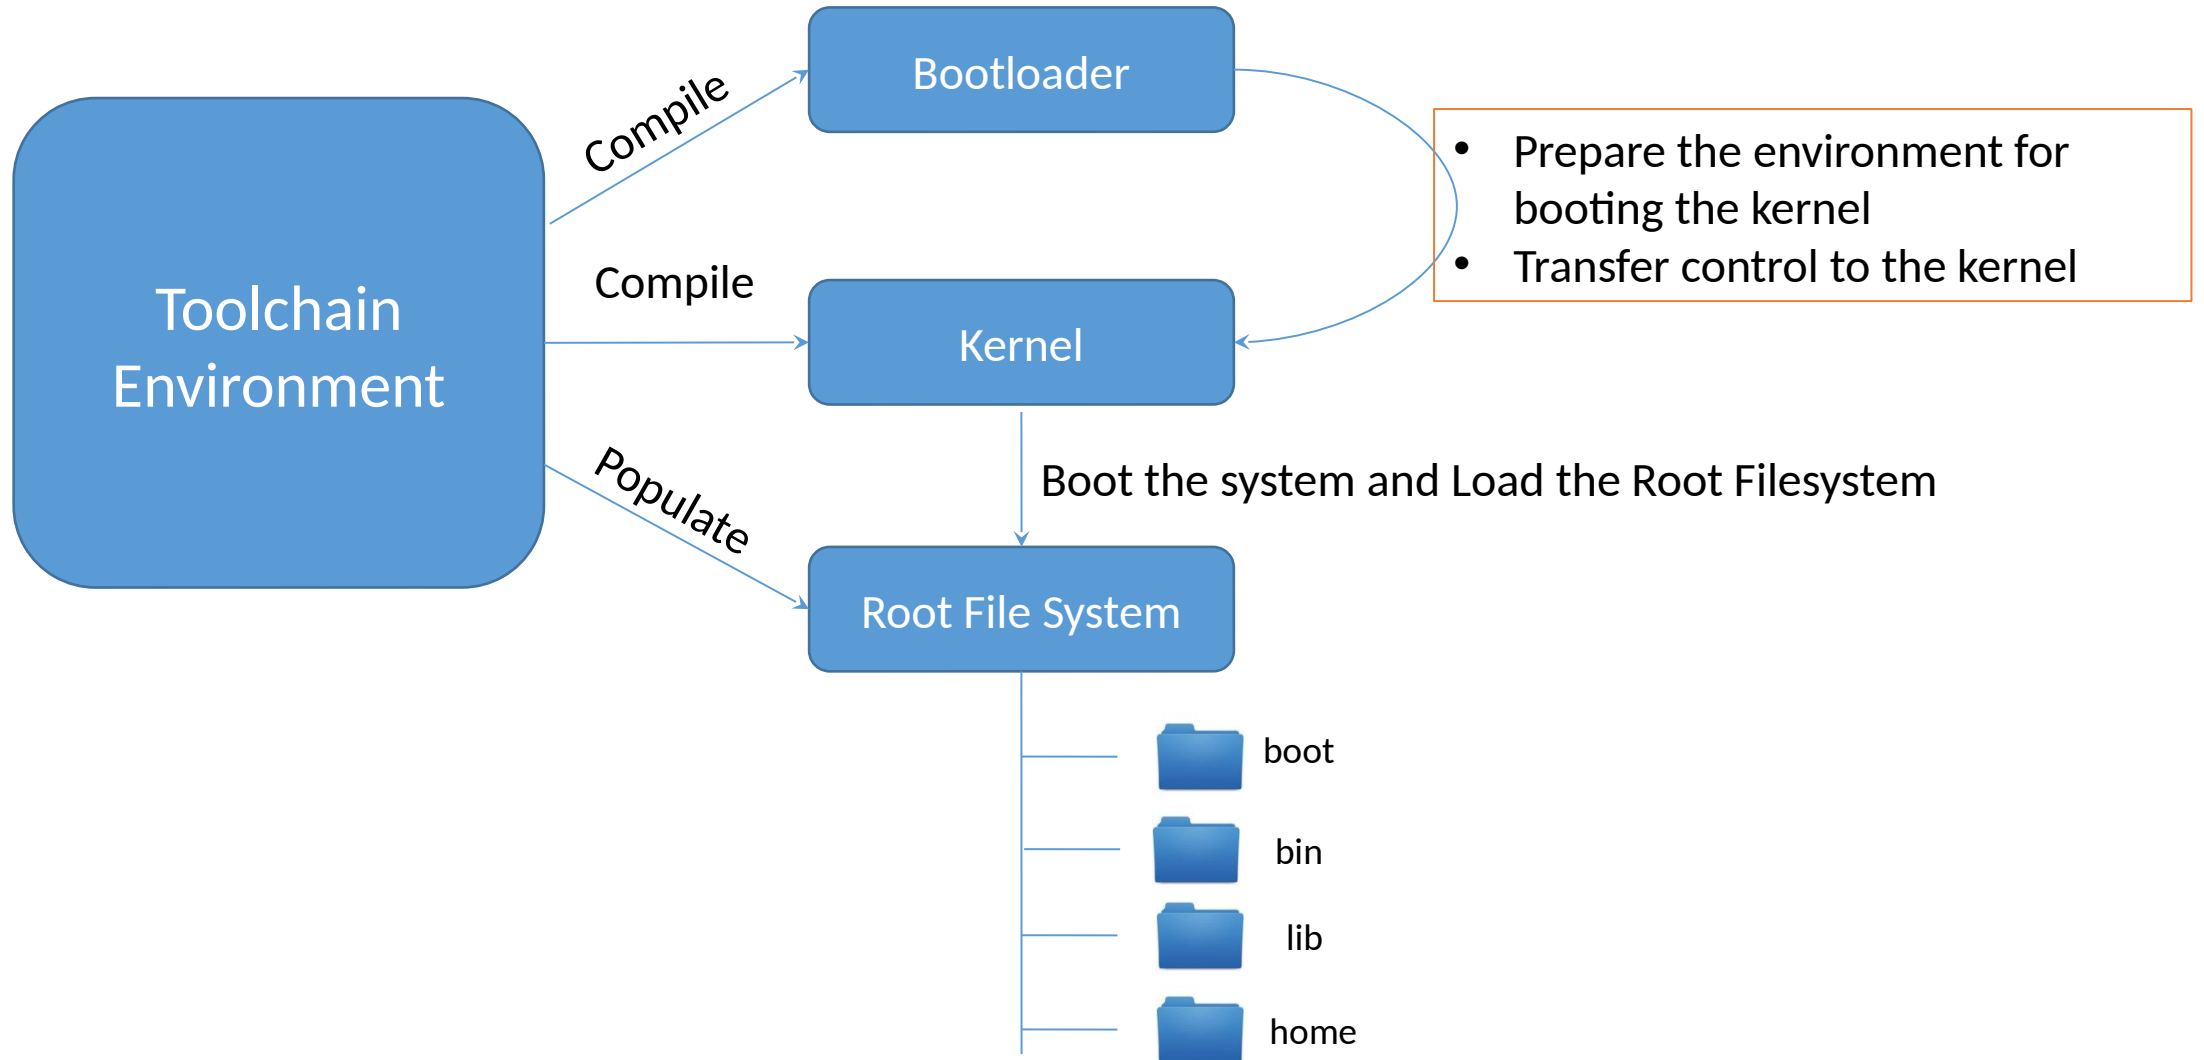 Bootloader
Compile
• Prepare the environment for
booting the kernel
• Transfer control to the kernel
Toolchain
Environment
Compile
Kernel
Populate
Boot the system and Load the Root Filesystem
Root File System
boot
bin
lib
home